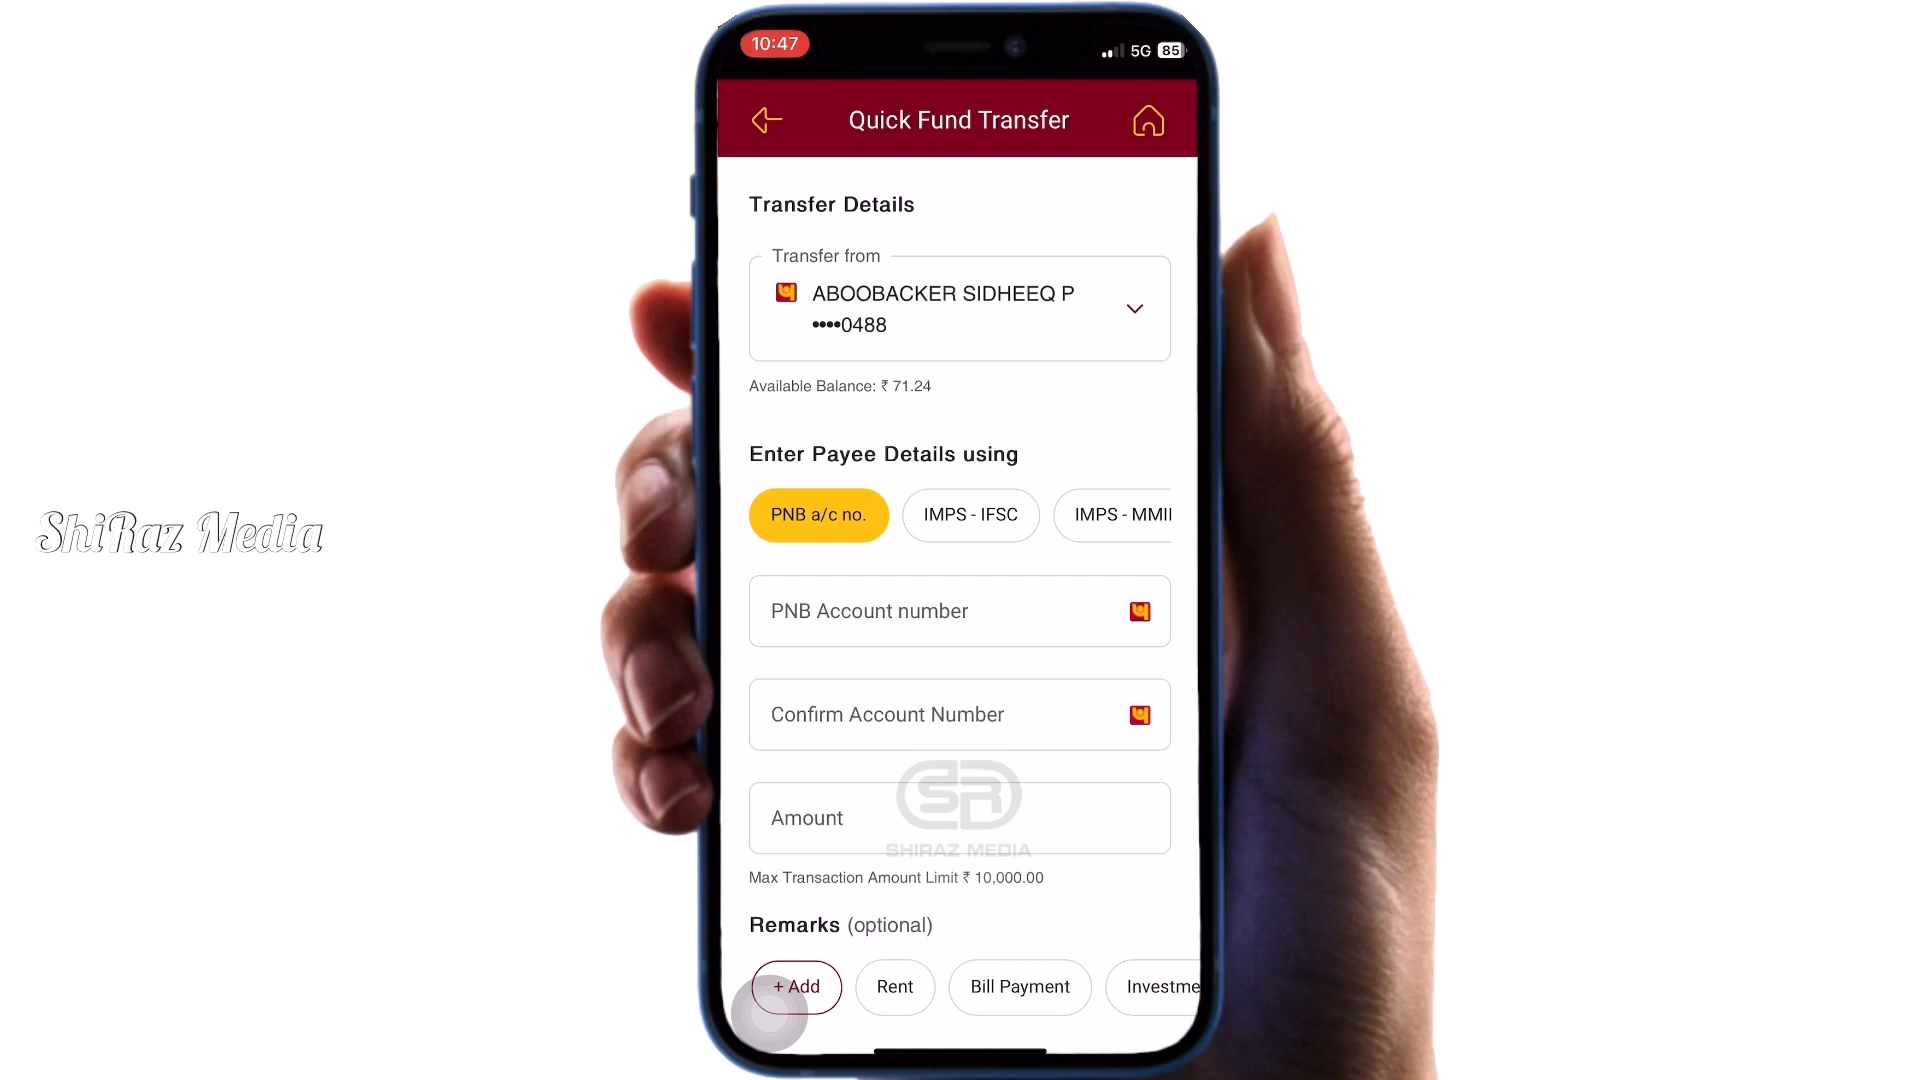 10:47
5G 85
Quick Fund Transfer
Transfer Details
Transfer from
ABOOBACKER SIDHEEQ P
••••0488
Available Balance: ₹ 71.24
Enter Payee Details using
PNB a/c no.
IMPS - IFSC
IMPS - MMI
ShiRaz Media
PNB Account number
Confirm Account Number
SR
Amount
SHIRAZ MEDIA
Max Transaction Amount Limit ₹ 10,000.00
Remarks (optional)
+ Add
Rent
Bill Payment
Investme